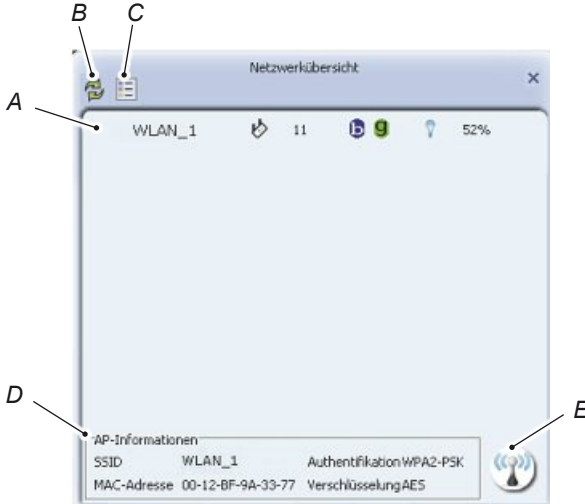 B C
Netzwerkübersicht
A
WLAN_1 11 b g 52%
D
E
AP-Informationen
SSID WLAN_1 Authentifikation WPA2-PSK
MAC-Adresse 00-12-BF-9A-33-77 Verschlüsselung AES